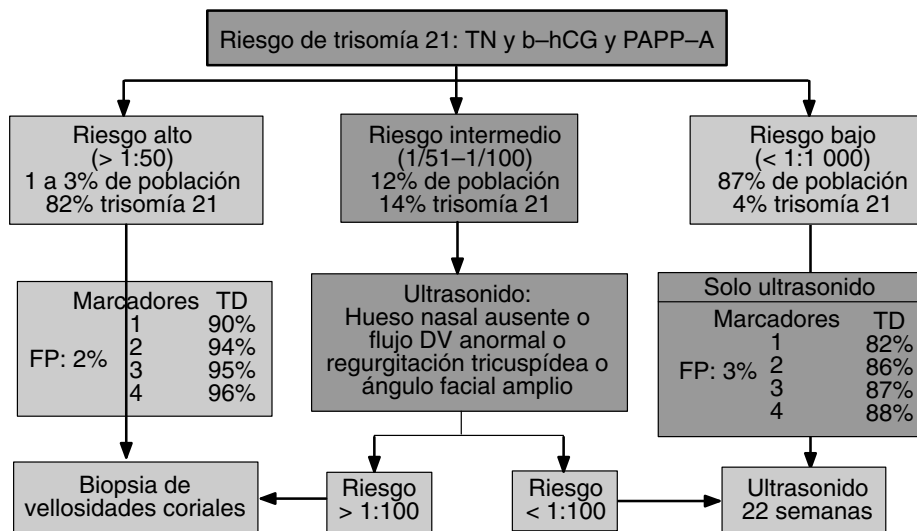 Riesgo de trisomía 21: TN y b–hCG y PAPP–A
Riesgo alto
(> 1:50)
1 a 3% de población
82% trisomía 21
Riesgo intermedio
(1/51–1/100)
12% de población
14% trisomía 21
Riesgo bajo
(< 1:1 000)
87% de población
4% trisomía 21
Marcadores TD
1 90%
2 94%
FP: 2%
3 95%
4 96%
Ultrasonido:
Hueso nasal ausente o
flujo DV anormal o
regurgitación tricuspídea o
ángulo facial amplio
Solo ultrasonido
Marcadores TD
1 82%
2 86%
FP: 3%
3 87%
4 88%
Biopsia de
vellosidades coriales
Riesgo
> 1:100
Riesgo
< 1:100
Ultrasonido
22 semanas